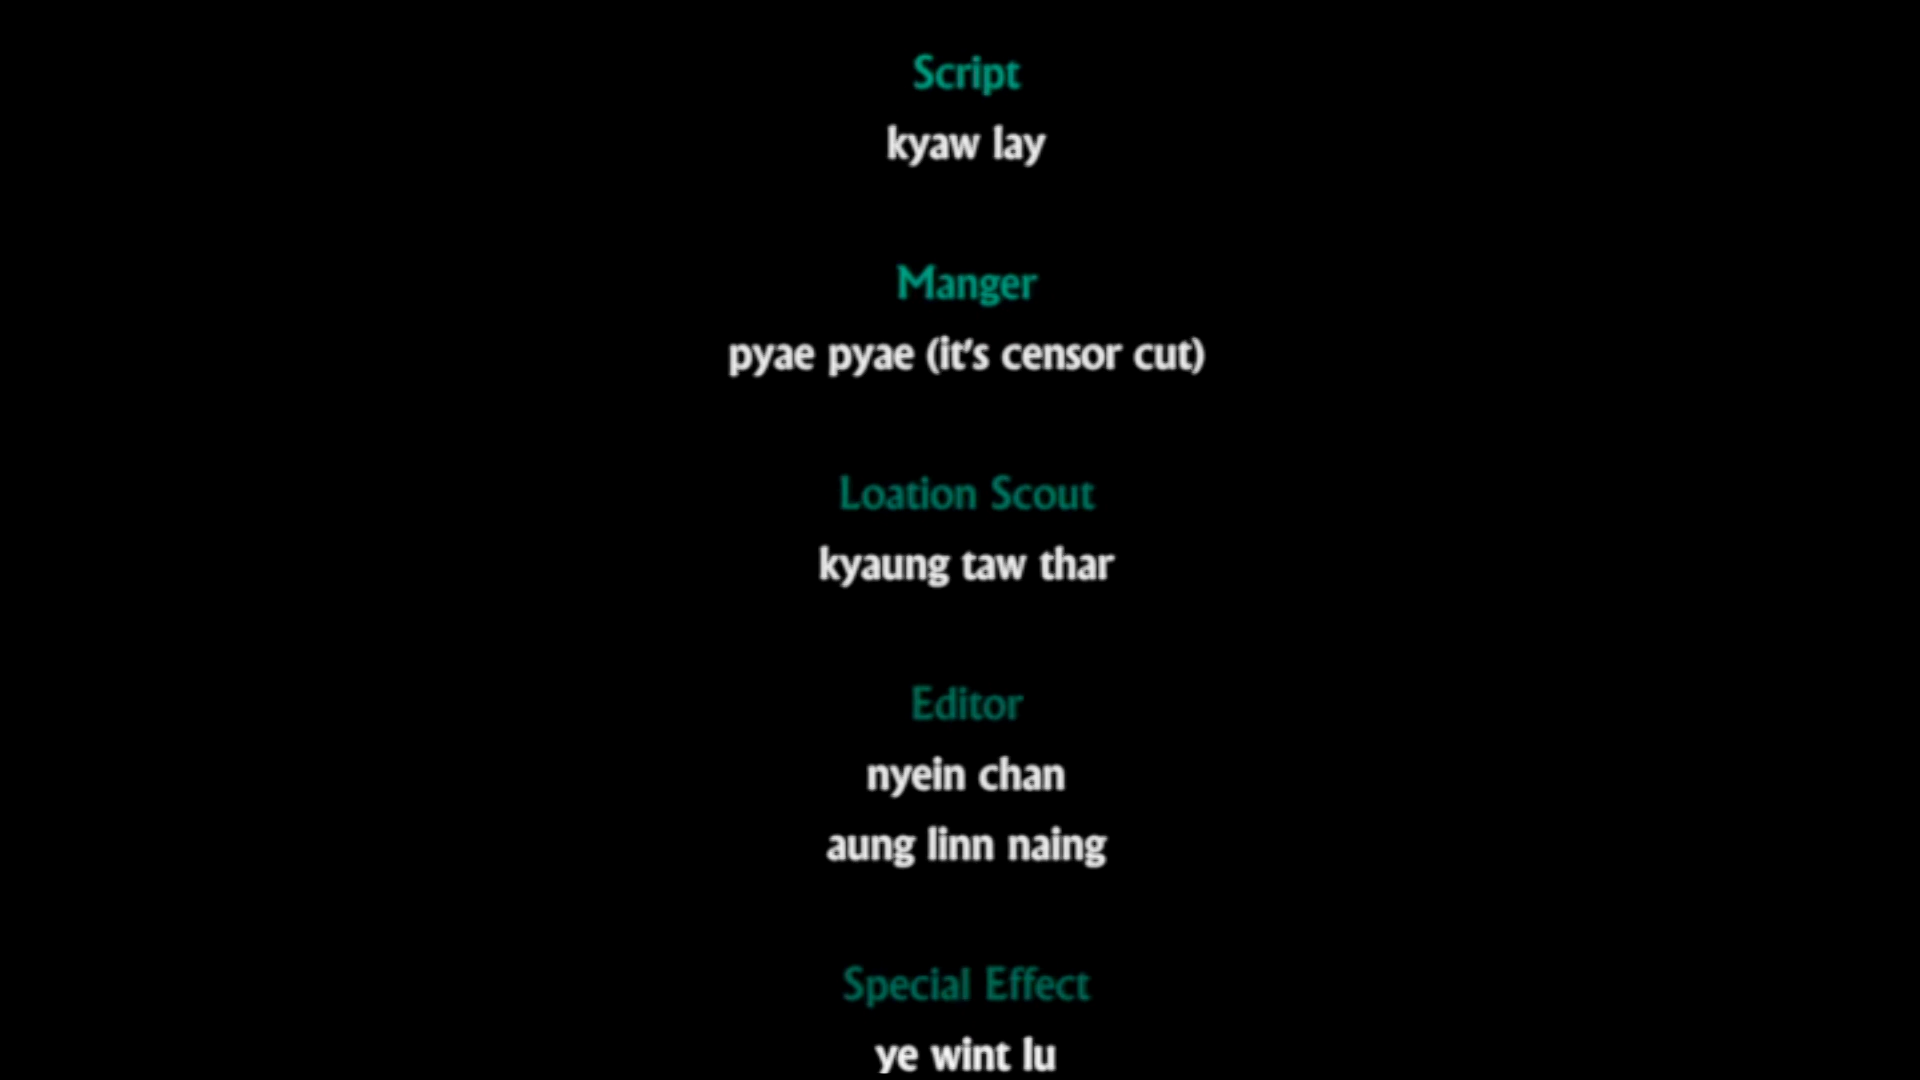 Script
kyaw lay
Manger
pyae pyae (it's censor cut)
Loation Scout
kyaung taw thar
Editor
nyein chan
aung linn naing
Special Effect
ye wint lu